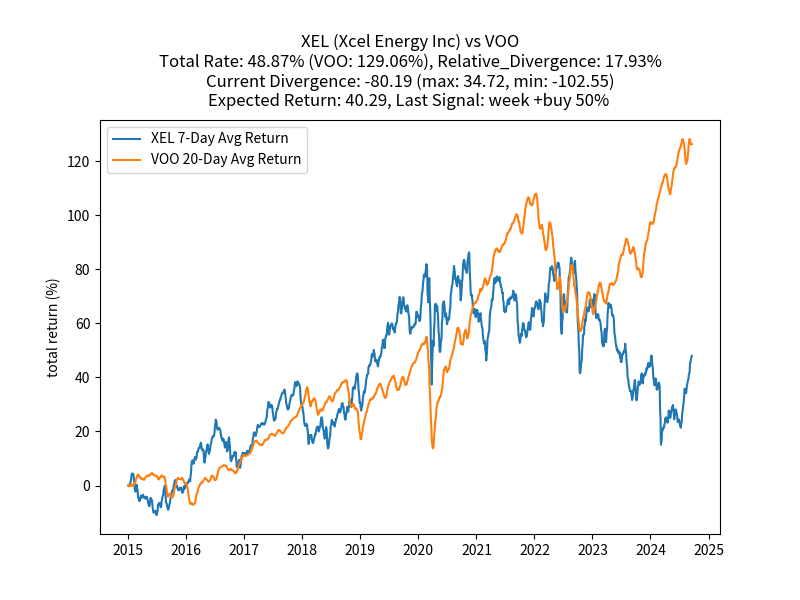 XEL (Xcel Energy Inc) vs VOO
Total Rate: 48.87% (VOO: 129.06%), Relative_Divergence: 17.93%
Current Divergence: -80.19 (max: 34.72, min: -102.55)
Expected Return: 40.29, Last Signal: week +buy 50%
XEL 7-Day Avg Return
VOO 20-Day Avg Return
total return (%)
120
100
80
60
40
20
0
2015 2016 2017 2018 2019 2020 2021 2022 2023 2024 2025